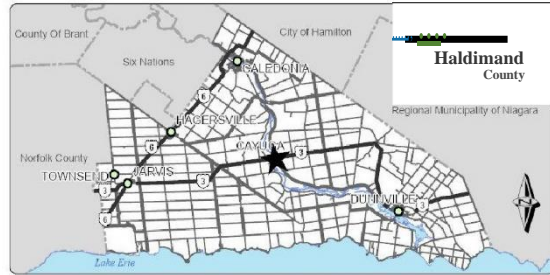 County Of Brant
City of Hamilton
Haldimand
County
Six Nations
CALEDONIA
6
Regional Municipality of Niagara
HAGERSVILLE
6
CAYUGA
3
Norfolk County
TOWNSEND
JARVIS
3
3
DUNNVILLE
3
6
Lake Erie